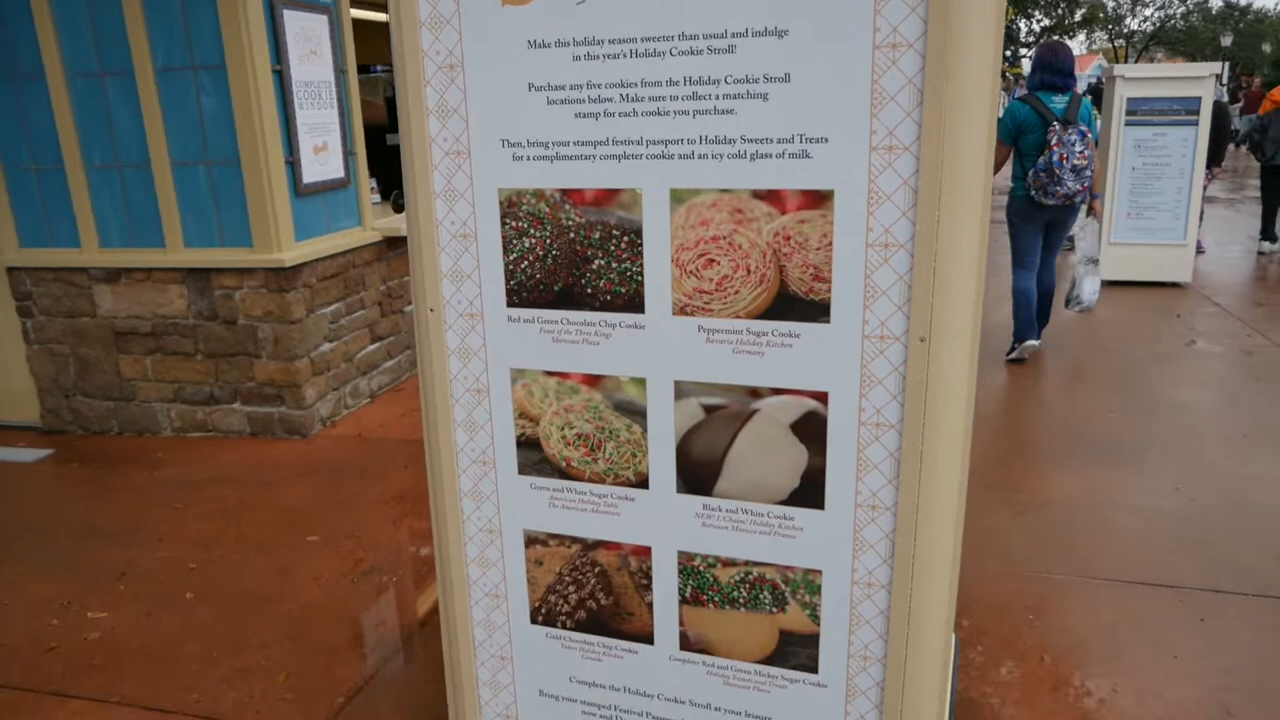 COMPLETER
COOKIE
WINDOW
Make this holiday season sweeter than usual and indulge
in this year's Holiday Cookie Stroll!
Purchase any five cookies from the Holiday Cookie Stroll
locations below. Make sure to collect a matching
stamp for each cookie you purchase.
Then, bring your stamped festival passport to Holiday Sweets and Treats
for a complimentary completer cookie and an icy cold glass of milk.
Red and Green Chocolate Chip Cookie
Feast of the Three Kings
Showcase Plaza
Peppermint Sugar Cookie
Bavaria Holiday Kitchen
Germany
Green and White Sugar Cookie
American Holiday Table
The American Adventure
Black and White Cookie
NEW! L'Chaim! Holiday Kitchen
Between Morocco and France
Gold Chocolate Chip Cookie
Yukon Holiday Kitchen
Canada
Completer Red and Green Mickey Sugar Cookie
Holiday Sweets and Treats
Showcase Plaza
Complete the Holiday Cookie Stroll at your leisure
Bring your stamped Festival
now and